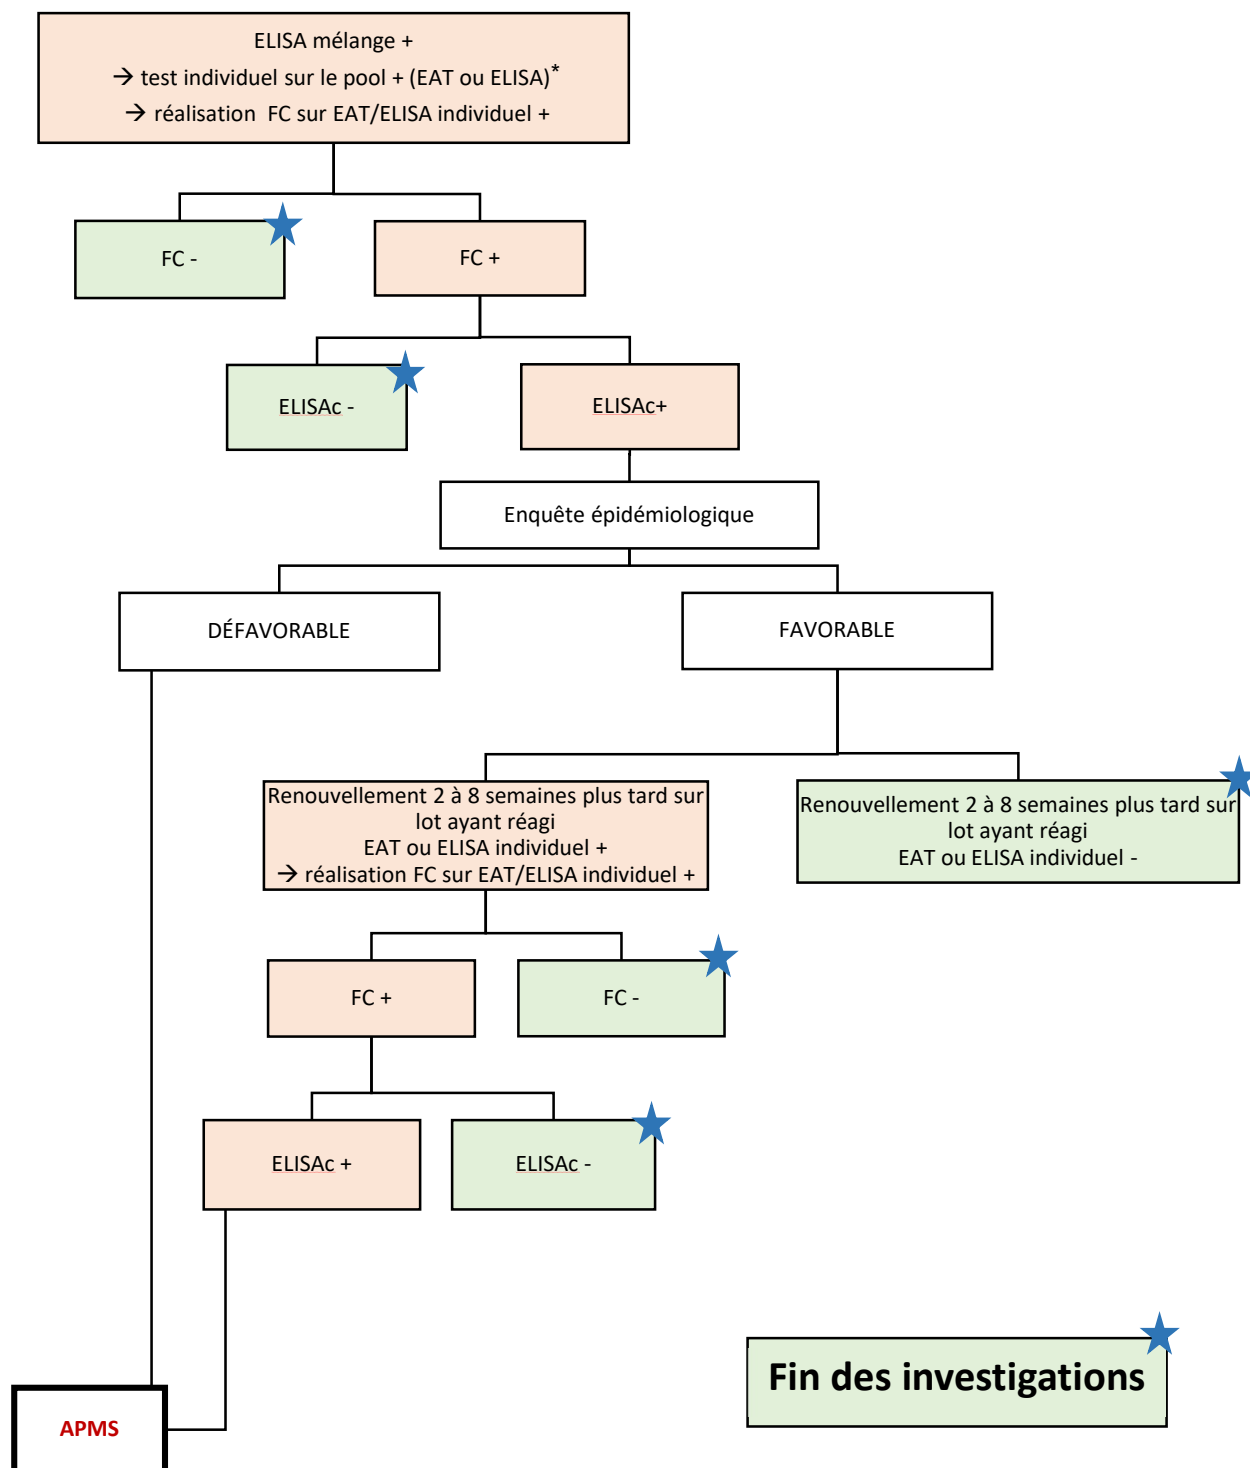 ELISA mélange +
→ test individuel sur le pool + (EAT ou ELISA)*
→ réalisation FC sur EAT/ELISA individuel +
FC -
FC +
ELISAc -
ELISAc+
Enquête épidémiologique
DÉFAVORABLE
FAVORABLE
Renouvellement 2 à 8 semaines plus tard sur
lot ayant réagi
EAT ou ELISA individuel +
→ réalisation FC sur EAT/ELISA individuel +
Renouvellement 2 à 8 semaines plus tard sur
lot ayant réagi
EAT ou ELISA individuel -
FC +
FC -
ELISAc +
ELISAc -
Fin des investigations
APMS